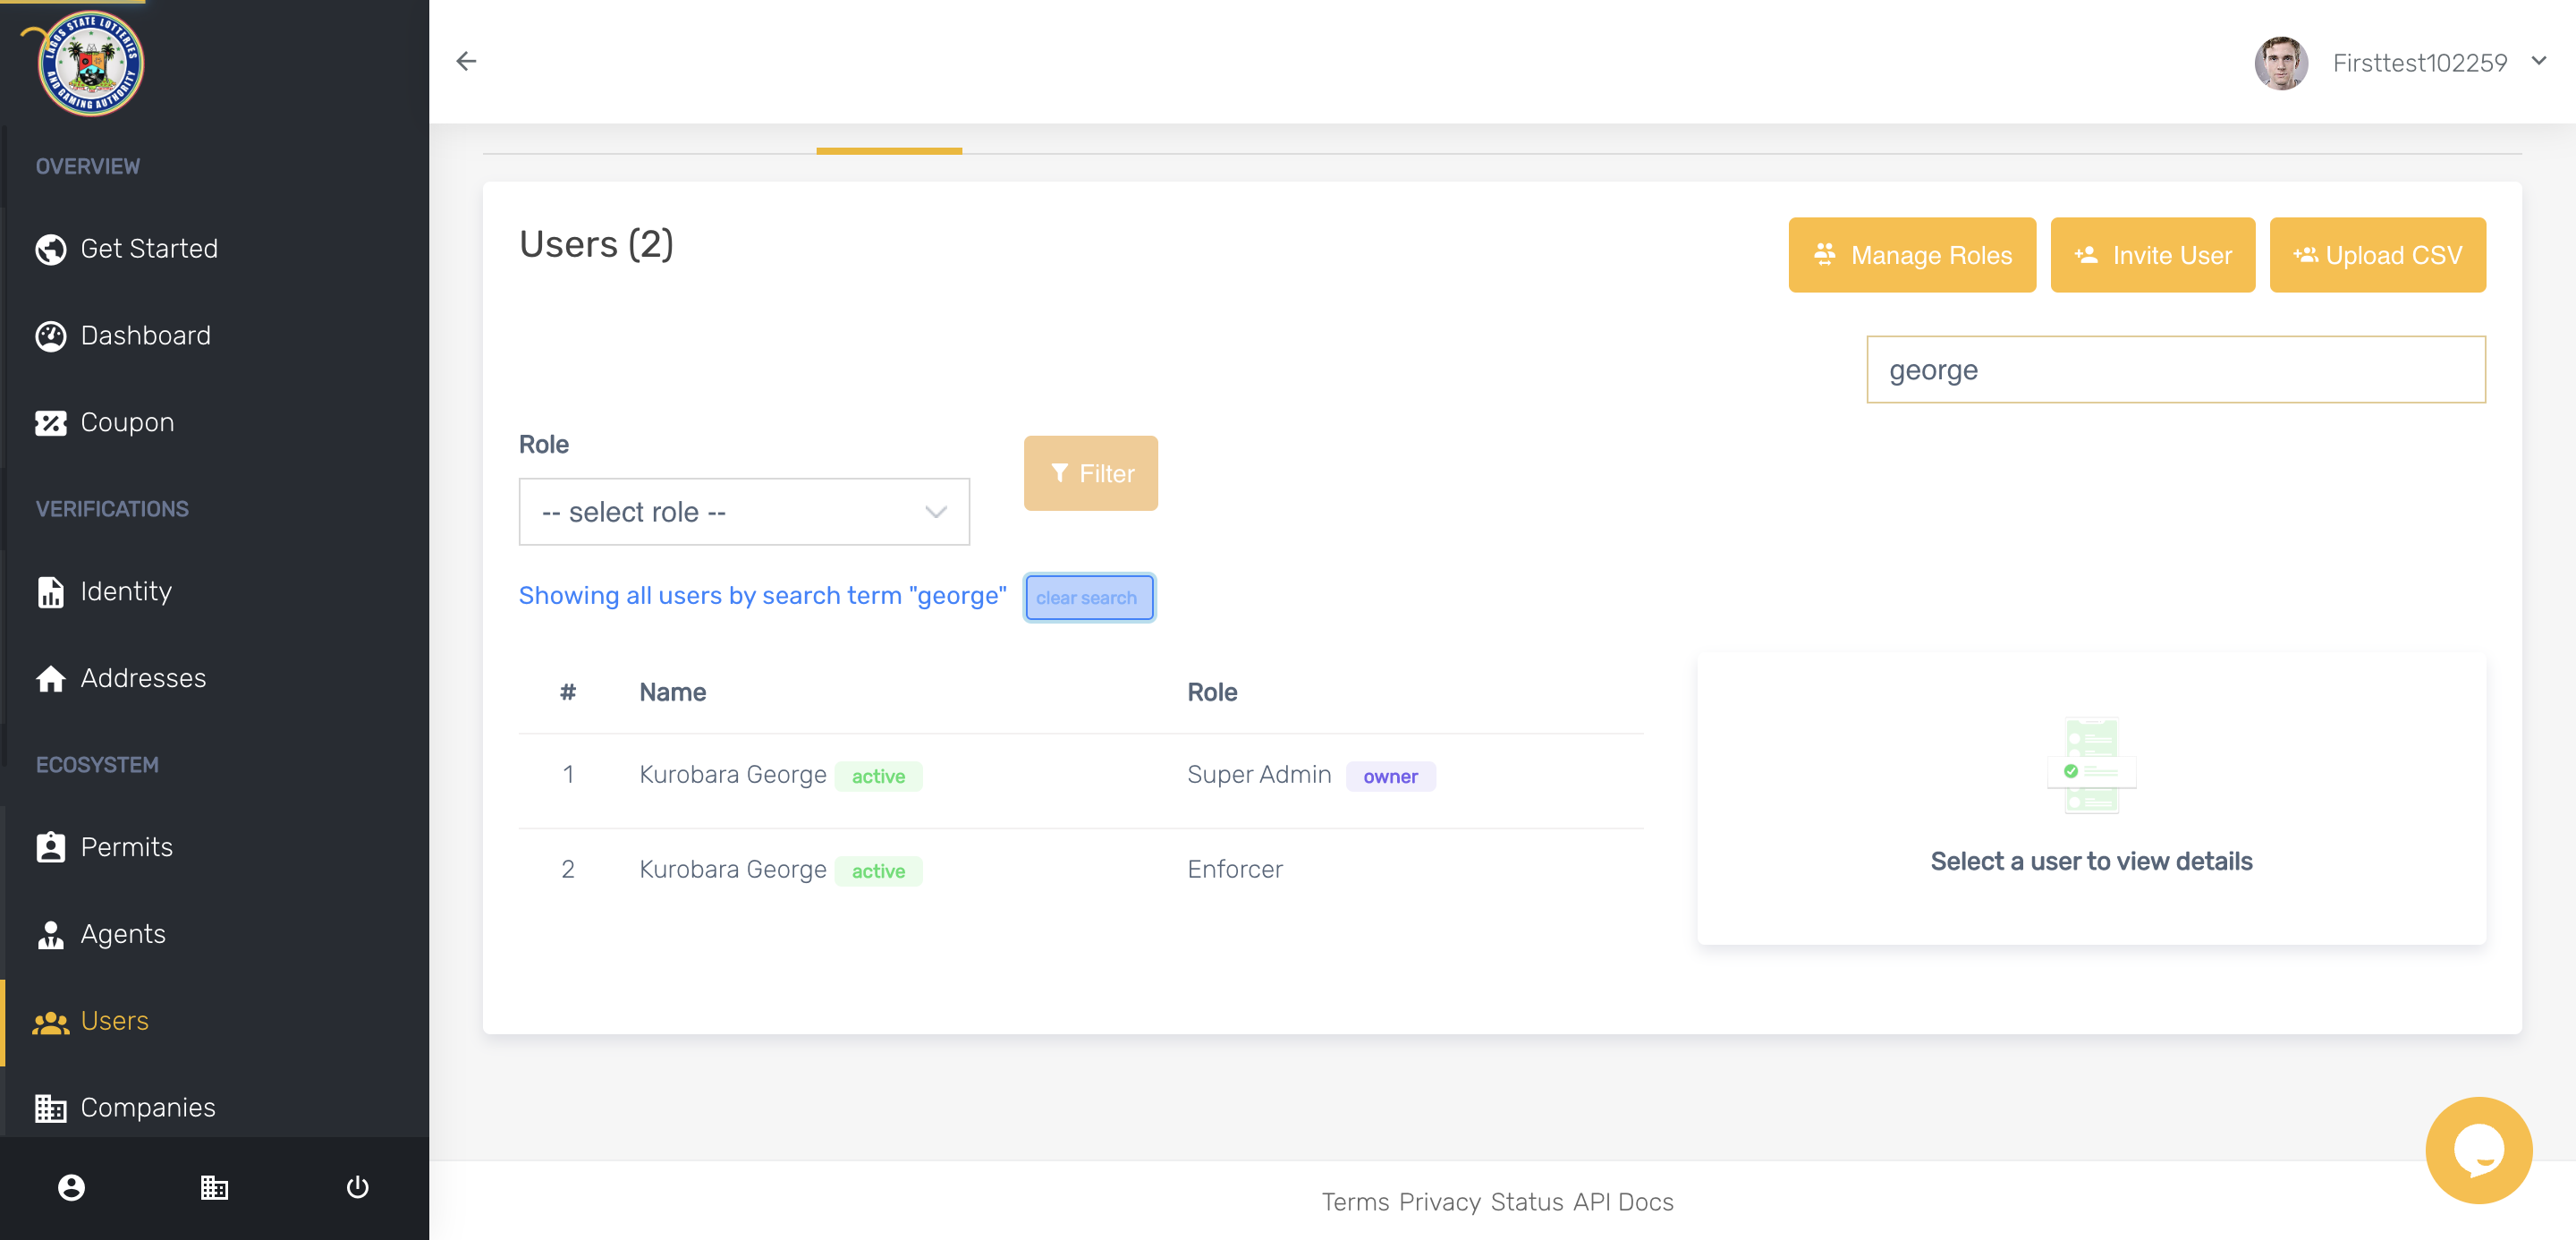 LAGOS STATE LOTTERIES
AND GAMING AUTHORITY
OVERVIEW
Get Started
Dashboard
Coupon
VERIFICATIONS
Identity
Addresses
ECOSYSTEM
Permits
Agents
Users
Companies
Firsttest102259
Users (2)
Manage Roles
Invite User
Upload CSV
george
Role
-- select role --
Filter
Showing all users by search term "george" clear search
# Name Role
1 Kurobara George active Super Admin owner
2 Kurobara George active Enforcer
Select a user to view details
Terms Privacy Status API Docs